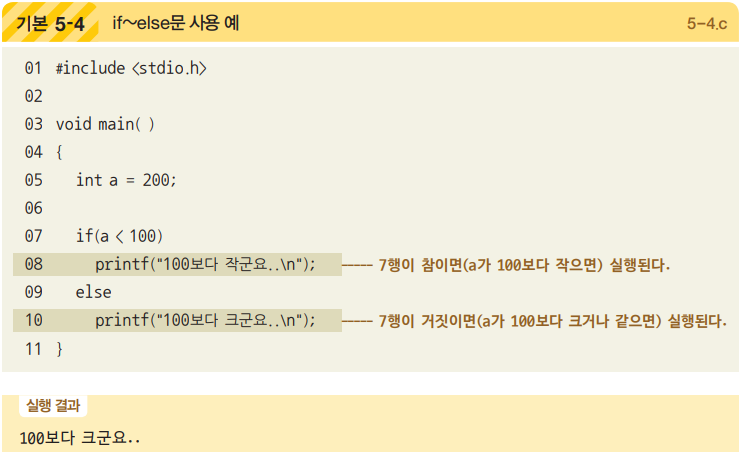 기본 5-4 if~else문 사용 예 5-4.c
01 #include <stdio.h>
02
03 void main( )
04 {
05 int a = 200;
06
07 if(a < 100)
08 printf("100보다 작군요..\n"); 7행이 참이면(a가 100보다 작으면) 실행된다.
09 else
10 printf("100보다 크군요..\n"); 7행이 거짓이면(a가 100보다 크거나 같으면) 실행된다.
11 }
실행 결과
100보다 크군요..